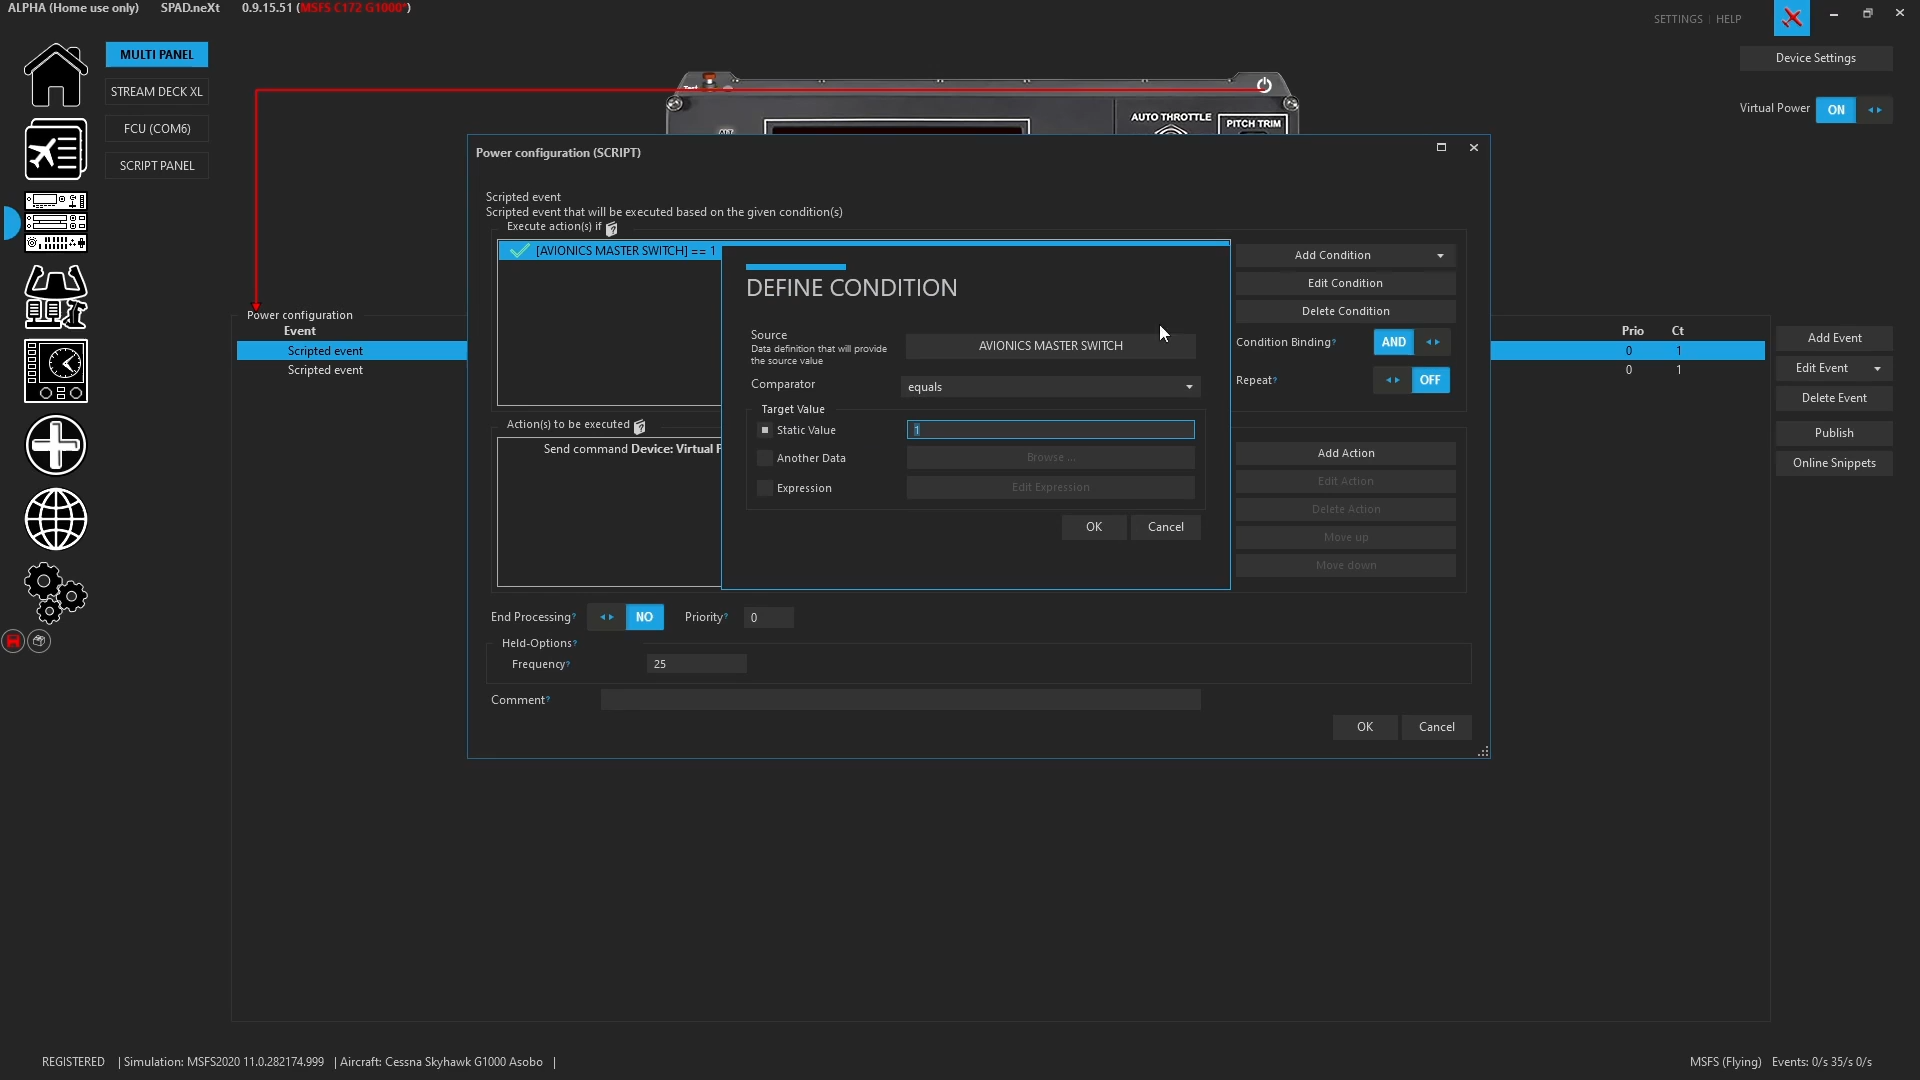 ALPHA (Home use only) SPAD.neXt 0.9.15.51 (MSFS C172 G1000*)
SETTINGS | HELP
MULTI PANEL
STREAM DECK XL
FCU (COM6)
SCRIPT PANEL
Device Settings
Virtual Power ON
Test
AUTO THROTTLE
PITCH TRIM
Power configuration (SCRIPT)
Scripted event
Scripted event that will be executed based on the given condition(s)
Execute action(s) if
[AVIONICS MASTER SWITCH] == 1
Add Condition
Edit Condition
Delete Condition
Condition Binding? AND
Repeat? OFF
DEFINE CONDITION
Source
Data definition that will provide
the source value
AVIONICS MASTER SWITCH
Comparator
equals
Target Value
Static Value
1
Another Data
Browse ...
Expression
Edit Expression
OK
Cancel
Action(s) to be executed
Send command Device: Virtual
Add Action
Edit Action
Delete Action
Move up
Move down
End Processing? NO
Priority? 0
Held-Options?
Frequency? 25
Comment?
OK
Cancel
Power configuration
Event
Prio
Ct
Scripted event
0
1
Scripted event
0
1
Add Event
Edit Event
Delete Event
Publish
Online Snippets
REGISTERED | Simulation: MSFS2020 11.0.282174.999 | Aircraft: Cessna Skyhawk G1000 Asobo |
MSFS (Flying) Events: 0/s 35/s 0/s